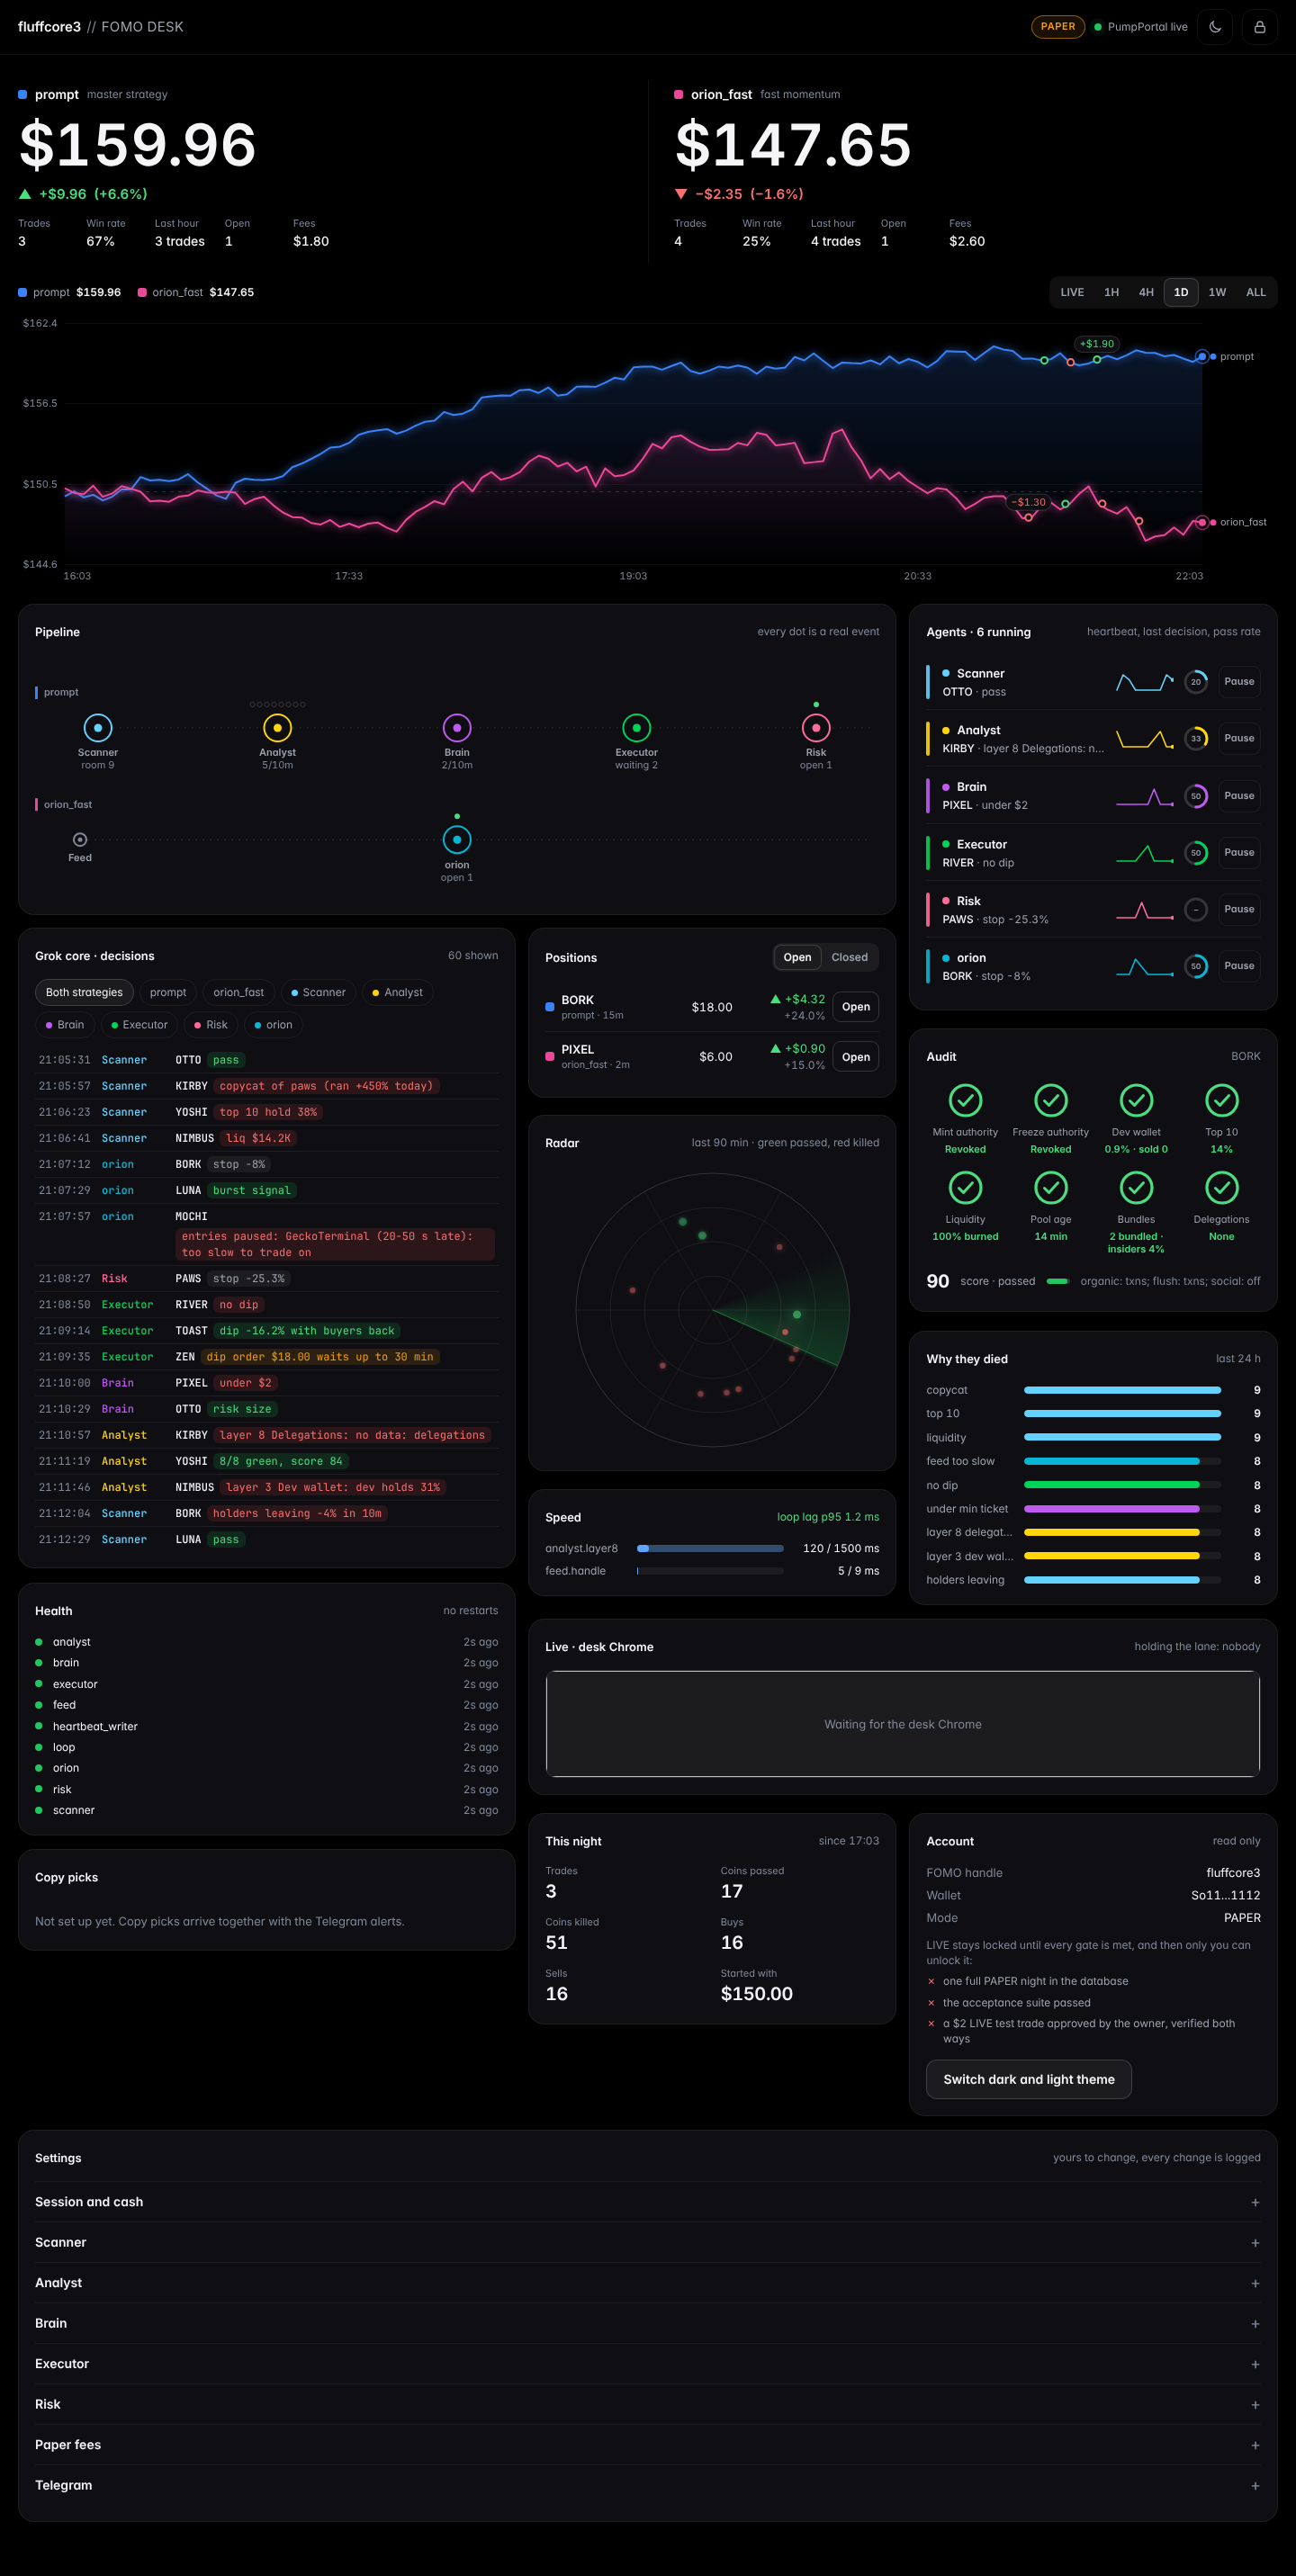 fluffcore3 // FOMO DESK
PAPER
PumpPortal live
prompt master strategy
$159.96
▲ +$9.96 (+6.6%)
Trades Win rate Last hour Open Fees
3 67% 3 trades 1 $1.80
orion_fast fast momentum
$147.65
▼ −$2.35 (−1.6%)
Trades Win rate Last hour Open Fees
4 25% 4 trades 1 $2.60
prompt $159.96 orion_fast $147.65
LIVE 1H 4H 1D 1W ALL
$162.4
+$1.90
prompt
$156.5
$150.5
−$1.30
orion_fast
$144.6
16:03 17:33 19:03 20:33 22:03
Pipeline every dot is a real event
prompt
Scanner Analyst Brain Executor Risk
room 9 5/10m 2/10m waiting 2 open 1
orion_fast
Feed
orion
open 1
Agents · 6 running heartbeat, last decision, pass rate
Scanner
OTTO · pass
20 Pause
Analyst
KIRBY · layer 8 Delegations: n...
33 Pause
Brain
PIXEL · under $2
50 Pause
Executor
RIVER · no dip
50 Pause
Risk
PAWS · stop -25.3%
– Pause
orion
BORK · stop -8%
50 Pause
Grok core · decisions 60 shown
Both strategies prompt orion_fast Scanner Analyst
Brain Executor Risk orion
21:05:31 Scanner OTTO pass
21:05:57 Scanner KIRBY copycat of paws (ran +450% today)
21:06:23 Scanner YOSHI top 10 hold 38%
21:06:41 Scanner NIMBUS liq $14.2K
21:07:12 orion BORK stop -8%
21:07:29 orion LUNA burst signal
21:07:57 orion MOCHI
entries paused: GeckoTerminal (20-50 s late):
too slow to trade on
21:08:27 Risk PAWS stop -25.3%
21:08:50 Executor RIVER no dip
21:09:14 Executor TOAST dip -16.2% with buyers back
21:09:35 Executor ZEN dip order $18.00 waits up to 30 min
21:10:00 Brain PIXEL under $2
21:10:29 Brain OTTO risk size
21:10:57 Analyst KIRBY layer 8 Delegations: no data: delegations
21:11:19 Analyst YOSHI 8/8 green, score 84
21:11:46 Analyst NIMBUS layer 3 Dev wallet: dev holds 31%
21:12:04 Scanner BORK holders leaving -4% in 10m
21:12:29 Scanner LUNA pass
Positions Open Closed
BORK
prompt · 15m
$18.00
▲ +$4.32
+24.0%
Open
PIXEL
orion_fast · 2m
$6.00
▲ +$0.90
+15.0%
Open
Radar last 90 min · green passed, red killed
Speed loop lag p95 1.2 ms
analyst.layer8 120 / 1500 ms
feed.handle 5 / 9 ms
Audit BORK
Mint authority Freeze authority Dev wallet Top 10
Revoked Revoked 0.9% · sold 0 14%
Liquidity Pool age Bundles Delegations
100% burned 14 min 2 bundled · None
insiders 4%
90 score · passed organic: txns; flush: txns; social: off
Why they died last 24 h
copycat 9
top 10 9
liquidity 9
feed too slow 8
no dip 8
under min ticket 8
layer 8 delegat... 8
layer 3 dev wal... 8
holders leaving 8
Health no restarts
analyst 2s ago
brain 2s ago
executor 2s ago
feed 2s ago
heartbeat_writer 2s ago
loop 2s ago
orion 2s ago
risk 2s ago
scanner 2s ago
Live · desk Chrome holding the lane: nobody
Waiting for the desk Chrome
Copy picks
Not set up yet. Copy picks arrive together with the Telegram alerts.
This night since 17:03
Trades Coins passed
3 17
Coins killed Buys
51 16
Sells Started with
16 $150.00
Account read only
FOMO handle fluffcore3
Wallet So11...1112
Mode PAPER
LIVE stays locked until every gate is met, and then only you can
unlock it:
× one full PAPER night in the database
× the acceptance suite passed
× a $2 LIVE test trade approved by the owner, verified both
ways
Switch dark and light theme
Settings yours to change, every change is logged
Session and cash +
Scanner +
Analyst +
Brain +
Executor +
Risk +
Paper fees +
Telegram +